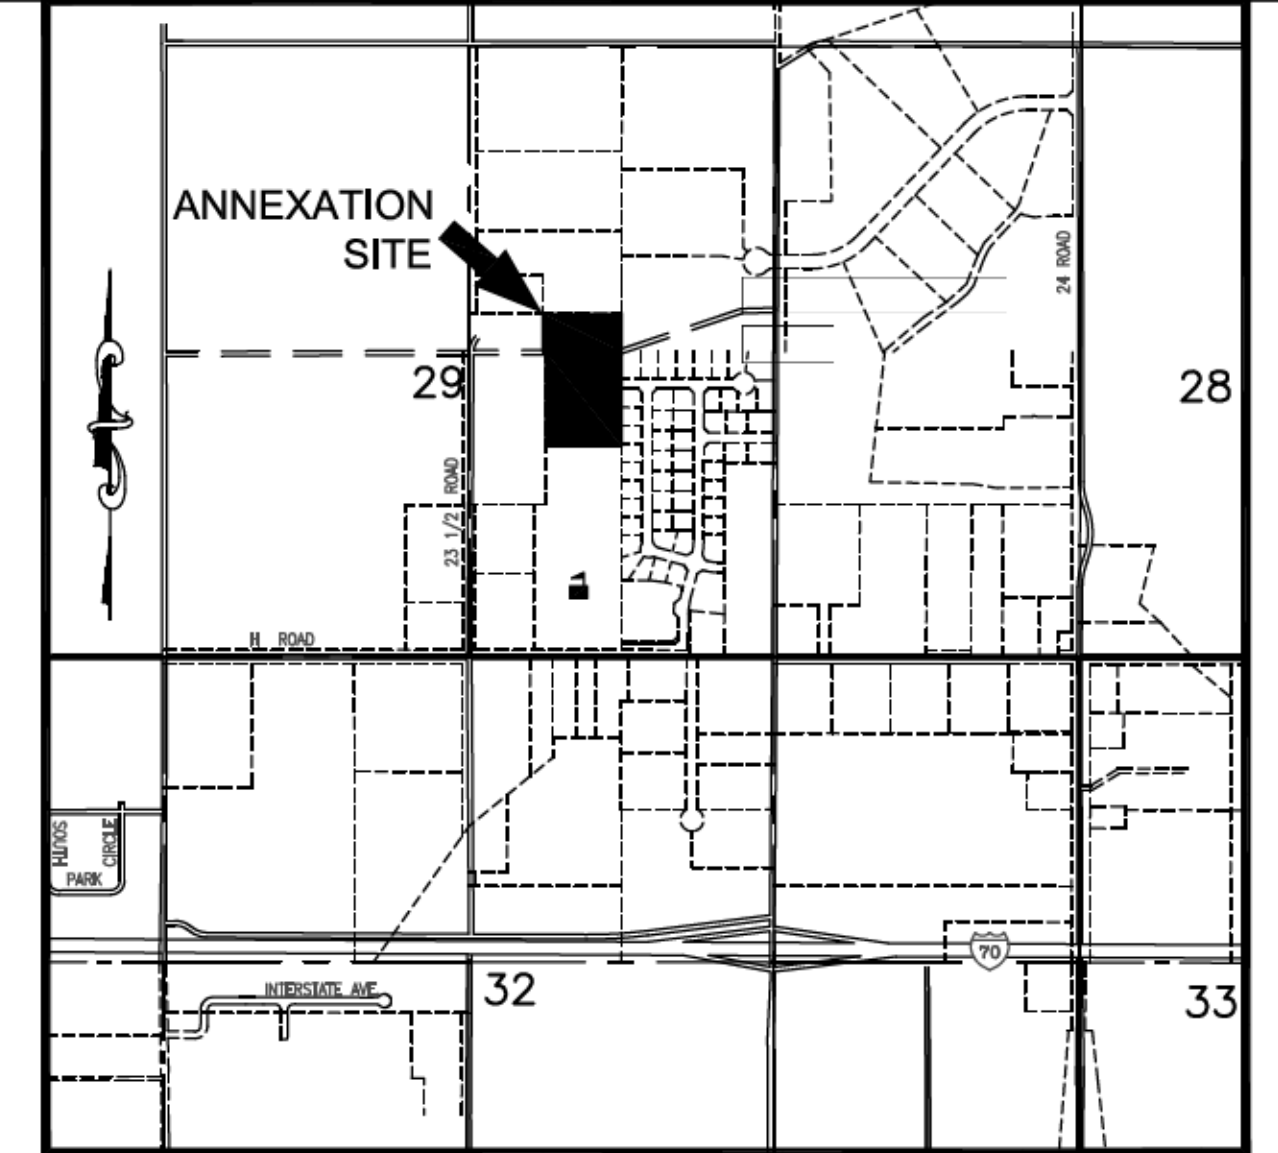 ANNEXATION
SITE
24 ROAD
29
28
23 1/2 ROAD
H ROAD
SOUTH
CIRCLE
PARK
70
INTERSTATE AVE
32
33